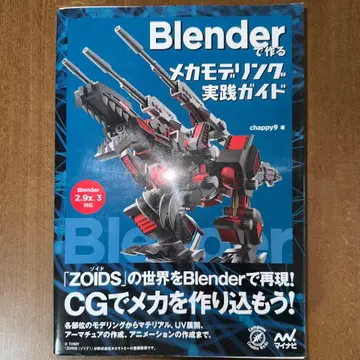 Blenderで作る
メカモデリング
実践ガイド
chappy9 著
Blender
2.9x、3
対応
Blender
ゾイド
「ZOIDS」の世界をBlenderで再現!
CGでメカを作り込もう!
各部位のモデリングからマテリアル、UV展開、
アーマチュアの作成、アニメーションの作成まで。
© TOMY
マイナビ